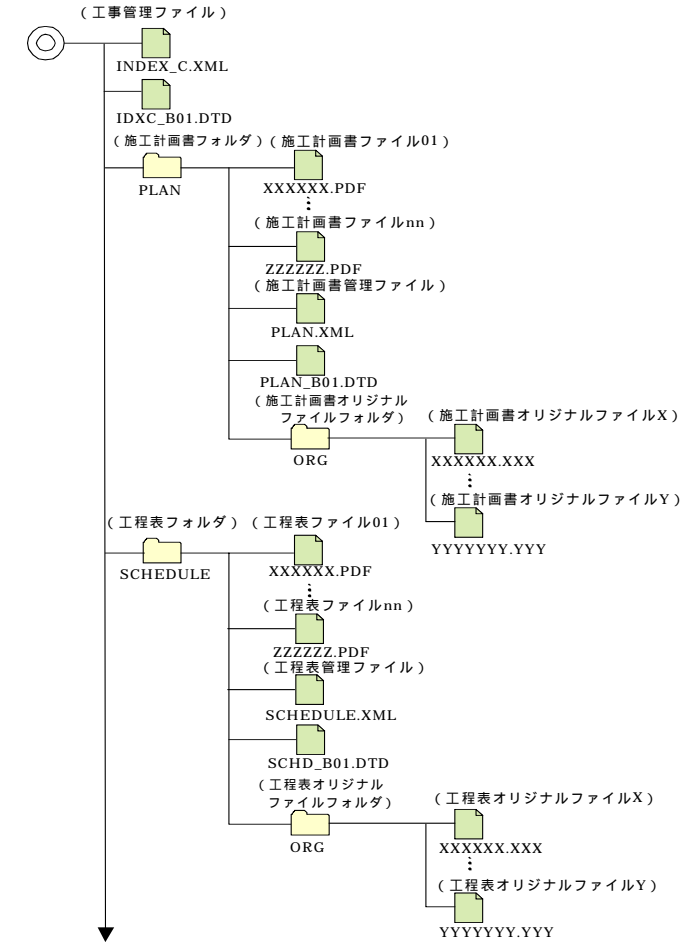 （工事管理ファイル）
INDEX_C.XML
IDXC_B01.DTD
（施工計画書フォルダ）（施工計画書ファイル01）
PLAN
XXXXXX.PDF
（施工計画書ファイルnn）
ZZZZZZ.PDF
（施工計画書管理ファイル）
PLAN.XML
PLAN_B01.DTD
（施工計画書オリジナル
ファイルフォルダ）
ORG
（施工計画書オリジナルファイルX）
XXXXXX.XXX
（施工計画書オリジナルファイルY）
YYYYYYY.YYY
（工程表フォルダ）（工程表ファイル01）
SCHEDULE
XXXXXX.PDF
（工程表ファイルnn）
ZZZZZZ.PDF
（工程表管理ファイル）
SCHEDULE.XML
SCHD_B01.DTD
（工程表オリジナル
ファイルフォルダ）
ORG
（工程表オリジナルファイルX）
XXXXXX.XXX
（工程表オリジナルファイルY）
YYYYYYY.YYY